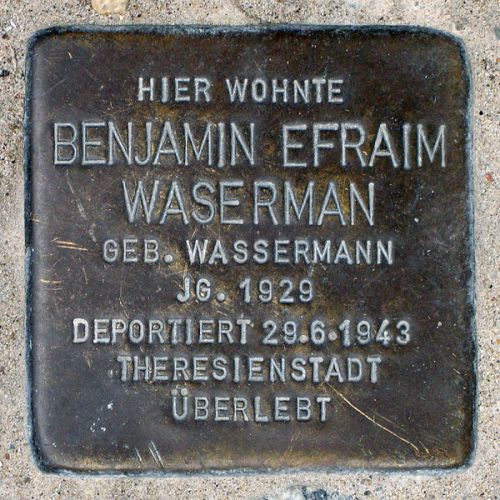 HIER WOHNTE
BENJAMIN EFRAIM
WASERMAN
GEB. WASSERMANN
JG. 1929
DEPORTIERT 29.6.1943
THERESIENSTADT
ÜBERLEBT